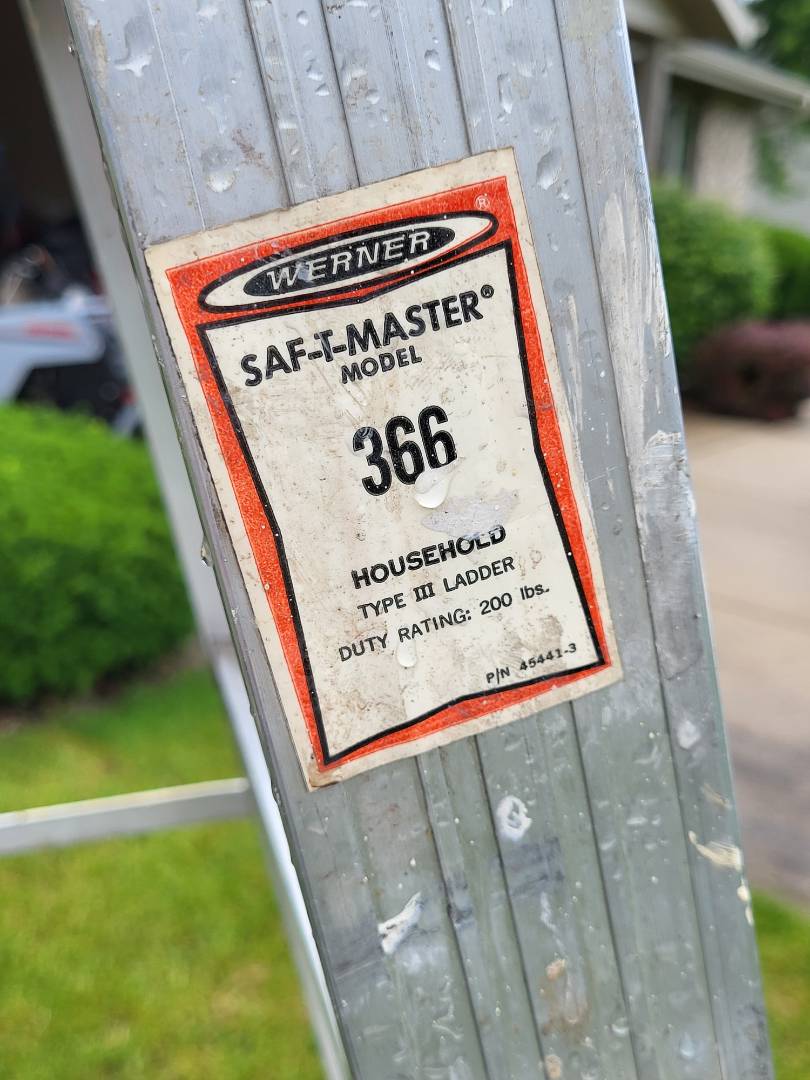 WERNER®
SAF-T-MASTER®
MODEL
366
HOUSEHOLD
TYPE III LADDER
DUTY RATING: 200 lbs.
P/N 45441-3